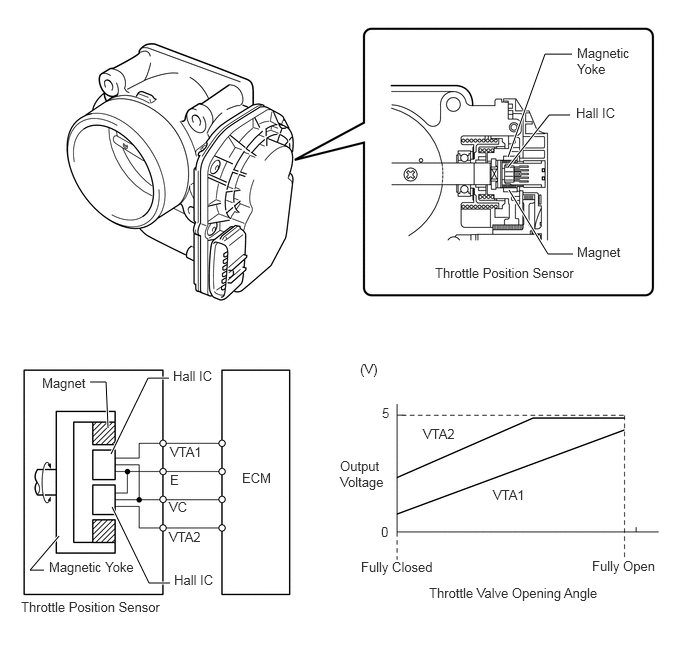 Magnetic
Yoke
Hall IC
Magnet
Throttle Position Sensor
Magnet
Hall IC
VTA1
E
VC
VTA2
ECM
Magnetic Yoke
Hall IC
Throttle Position Sensor
(V)
5
VTA2
Output
Voltage
VTA1
0
Fully Closed
Fully Open
Throttle Valve Opening Angle